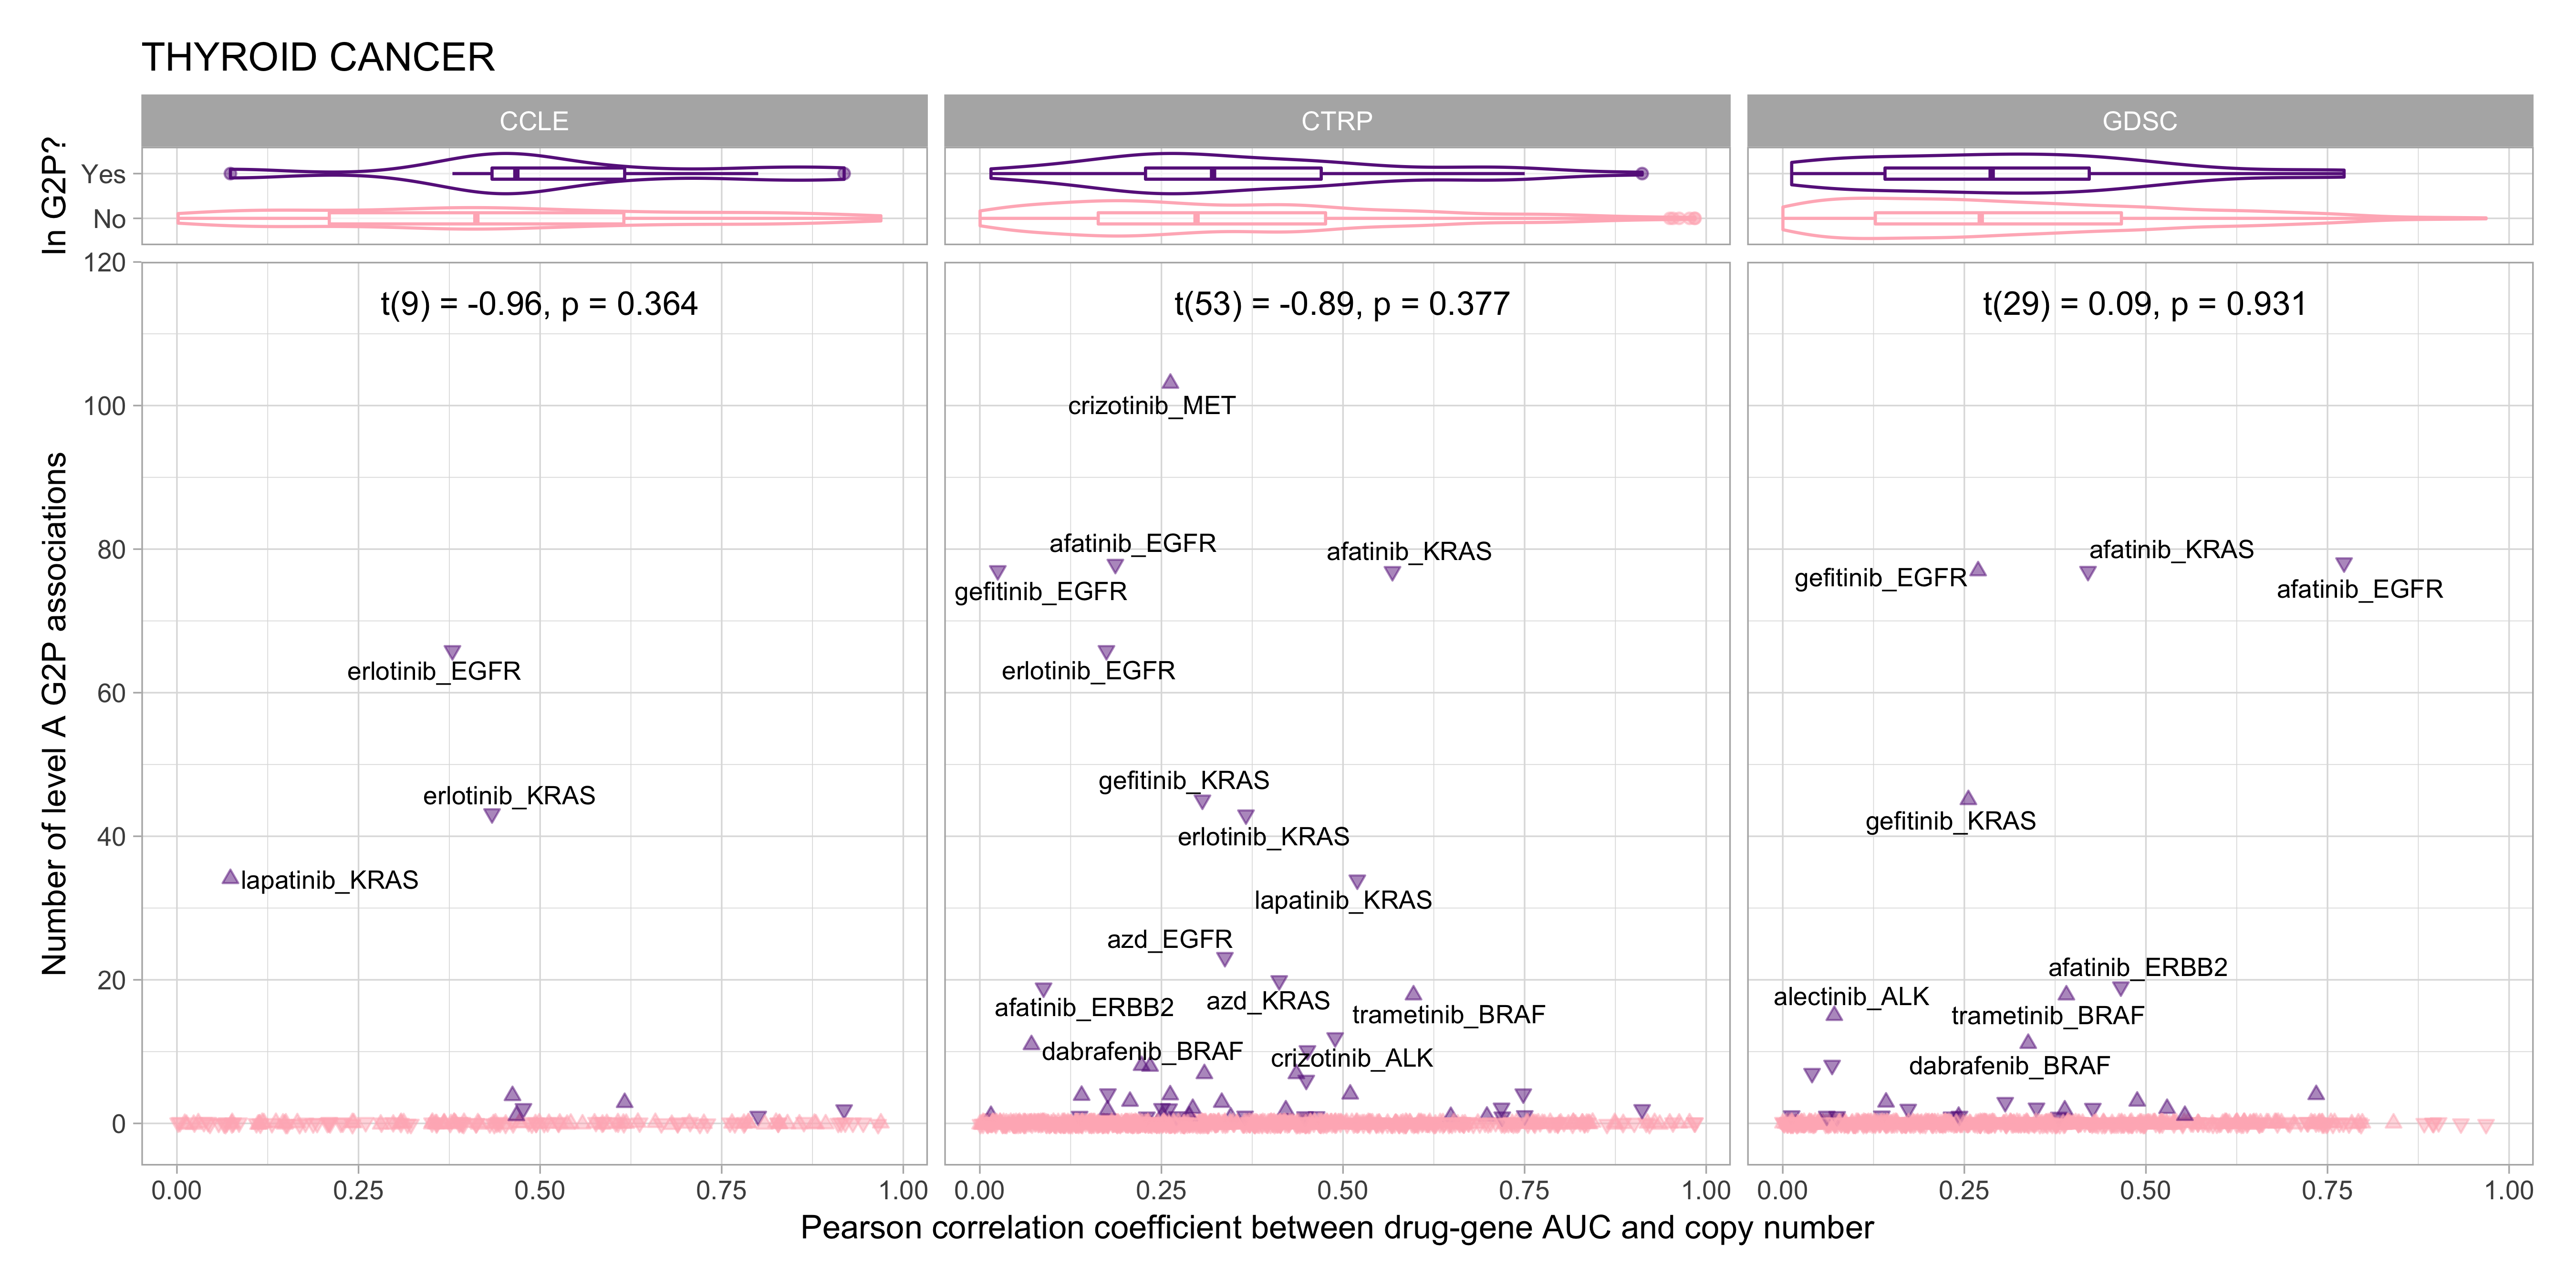 THYROID CANCER
CCLE
CTRP
GDSC
In G2P?
Yes
No
Number of level A G2P associations
120
100
80
60
40
20
0
t(9) = -0.96, p = 0.364
erlotinib_EGFR
erlotinib_KRAS
lapatinib_KRAS
t(53) = -0.89, p = 0.377
crizotinib_MET
afatinib_EGFR
afatinib_KRAS
gefitinib_EGFR
erlotinib_EGFR
gefitinib_KRAS
erlotinib_KRAS
lapatinib_KRAS
azd_EGFR
azd_KRAS
afatinib_ERBB2
trametinib_BRAF
dabrafenib_BRAF
crizotinib_ALK
t(29) = 0.09, p = 0.931
afatinib_KRAS
gefitinib_EGFR
afatinib_EGFR
gefitinib_KRAS
afatinib_ERBB2
alectinib_ALK
trametinib_BRAF
dabrafenib_BRAF
0.00 0.25 0.50 0.75 1.00
0.00 0.25 0.50 0.75 1.00
0.00 0.25 0.50 0.75 1.00
Pearson correlation coefficient between drug-gene AUC and copy number